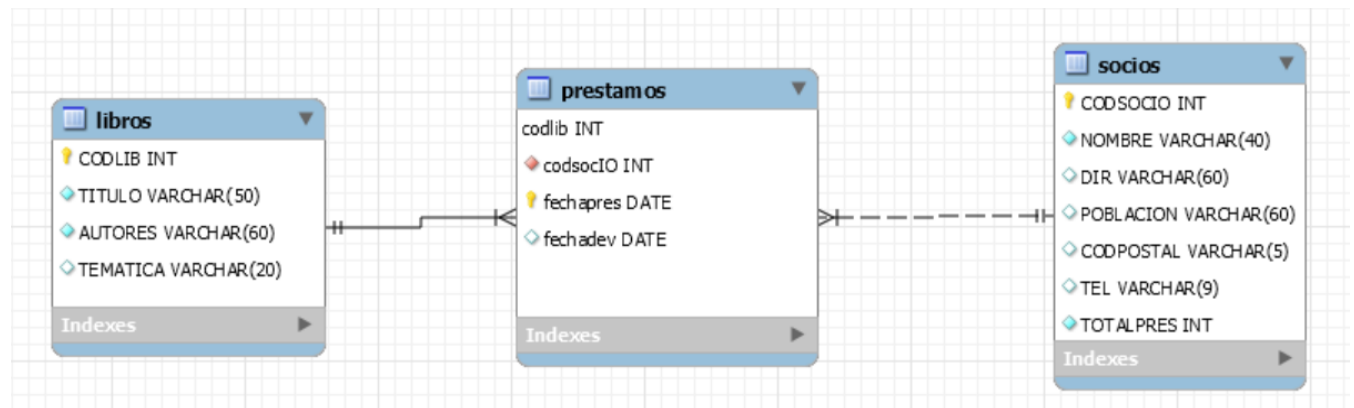 libros
CODLIB INT
TITULO VARCHAR(50)
AUTORES VARCHAR(60)
TEMATICA VARCHAR(20)
Indexes
prestamos
codlib INT
codsocIO INT
fechapres DATE
fechadev DATE
Indexes
socios
CODSOCIO INT
NOMBRE VARCHAR(40)
DIR VARCHAR(60)
POBLACION VARCHAR(60)
CODPOSTAL VARCHAR(5)
TEL VARCHAR(9)
TOTALPRES INT
Indexes